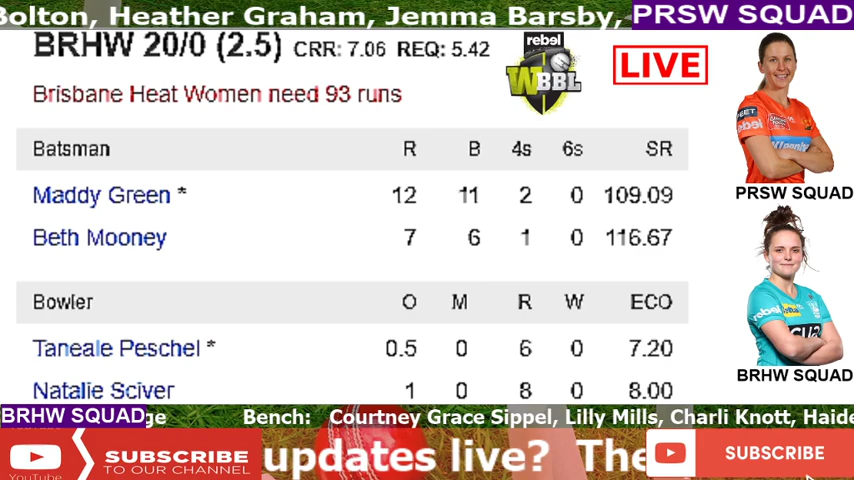 Bolton, Heather Graham, Jemma Barsby, PRSW SQUAD
BRHW 20/0 (2.5) CRR: 7.06 REQ: 5.42
rebel
WBBL
LIVE
Brisbane Heat Women need 93 runs
Batsman R B 4s 6s SR
Maddy Green * 12 11 2 0 109.09
Beth Mooney 7 6 1 0 116.67
PRSW SQUAD
Bowler O M R W ECO
Taneale Peschel * 0.5 0 6 0 7.20
Natalie Sciver 1 0 8 0 8.00
rebel
BRHW SQUAD
BRHW SQUAD ge Bench: Courtney Grace Sippel, Lilly Mills, Charli Knott, Haide
YouTube
SUBSCRIBE
TO OUR CHANNEL
updates live? The
SUBSCRIBE